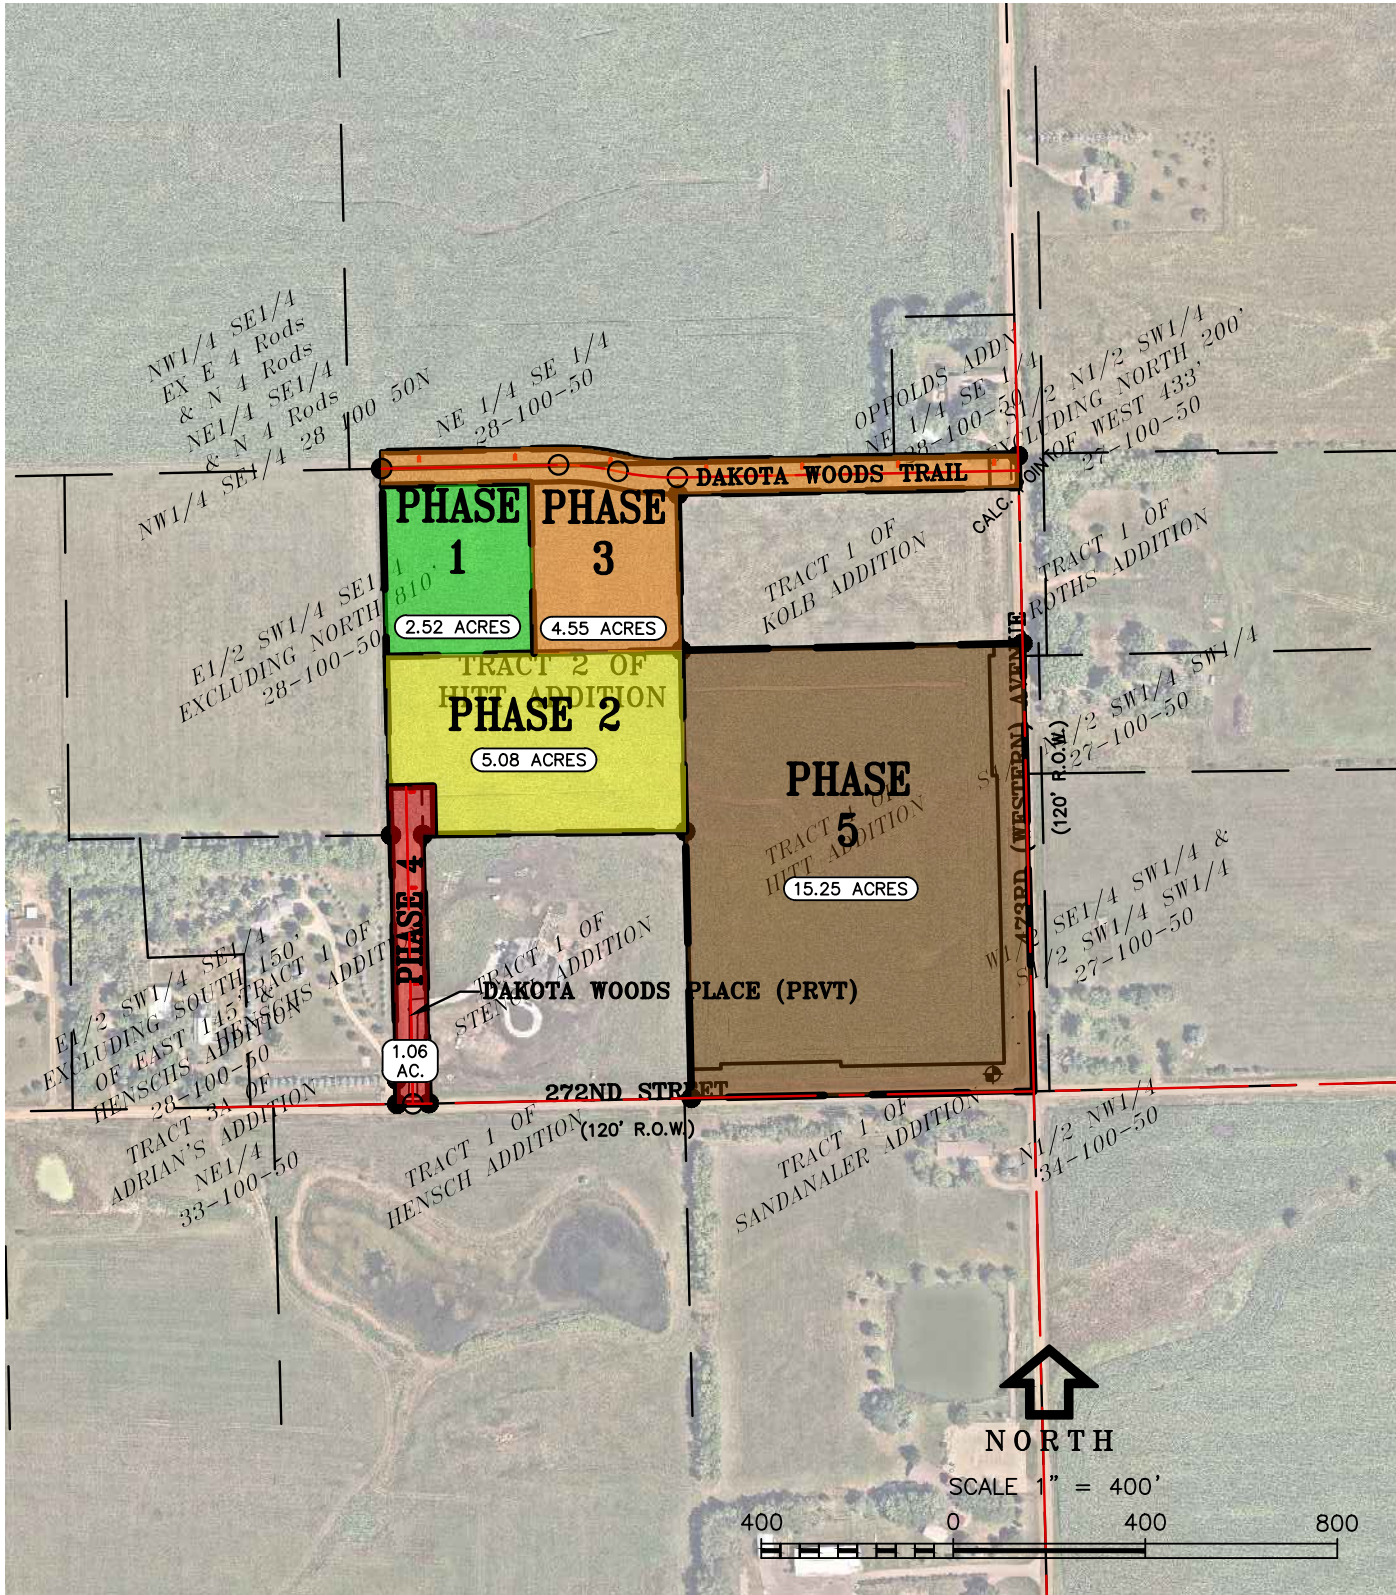 NW1/4 SE1/4
EX E 4 Rods
& N 4 Rods
NE1/4 SE1/4
& N 4 Rods
NW1/4 SE1/4 28 100 50N
NE 1/4 SE 1/4
28-100-50
OPPOLDS ADDN
NE 1/4 SE 1/4
28-100-50
S1/2 N1/2 SW1/4
EXCLUDING NORTH 200'
OF WEST 433'
27-100-50
DAKOTA WOODS TRAIL
CALC. POINT
PHASE
1
2.52 ACRES
PHASE
3
4.55 ACRES
TRACT 1 OF
KOLB ADDITION
TRACT 1 OF
ROTHS ADDITION
E1/2 SW1/4 SE1/4
EXCLUDING NORTH 810'
28-100-50
TRACT 2 OF
HITT ADDITION
PHASE 2
5.08 ACRES
PHASE
5
15.25 ACRES
TRACT 1 OF
HITT ADDITION
473RD (WESTERN) AVENUE
(120' R.O.W.)
N1/2 SW1/4 SW1/4
27-100-50
W1/2 SE1/4 SW1/4 &
S1/2 SW1/4 SW1/4
27-100-50
PHASE 4
1.06
AC.
TRACT 1 OF
STENCIL ADDITION
DAKOTA WOODS PLACE (PRVT)
E1/2 SW1/4 SE1/4
EXCLUDING SOUTH 150'
OF EAST 145' &
HENSCHS ADDITION
28-100-50
TRACT 1 OF
HENSCHS ADDITION
TRACT 3A OF
ADRIAN'S ADDITION
NE1/4
33-100-50
272ND STREET
(120' R.O.W.)
TRACT 1 OF
HENSCH ADDITION
TRACT 1 OF
SANDANALER ADDITION
N1/2 NW1/4
34-100-50
NORTH
SCALE 1" = 400'
400 0 400 800